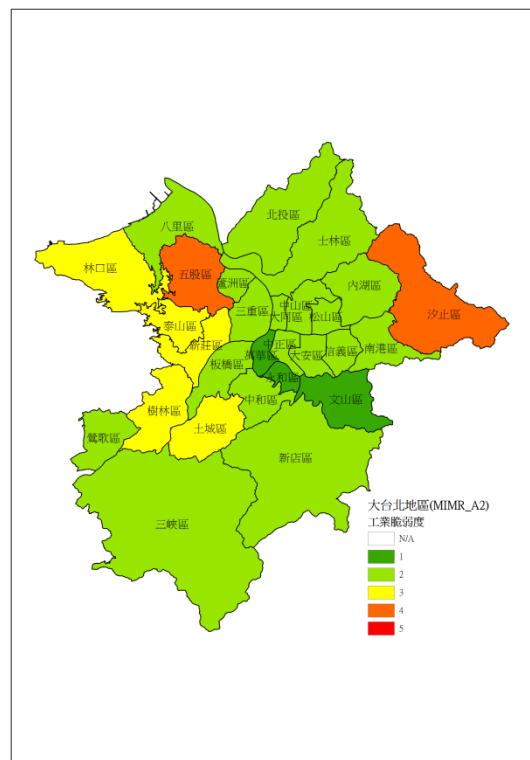 北投區
八里區
士林區
林口區
五股區
蘆洲區
內湖區
汐止區
三重區
中山區
大同區
松山區
泰山區
新莊區
中正區
萬華區
大安區
信義區
南港區
板橋區
永和區
中和區
文山區
樹林區
土城區
鶯歌區
新店區
三峽區
大台北地區(MIMR_A2)
工業脆弱度
N/A
1
2
3
4
5